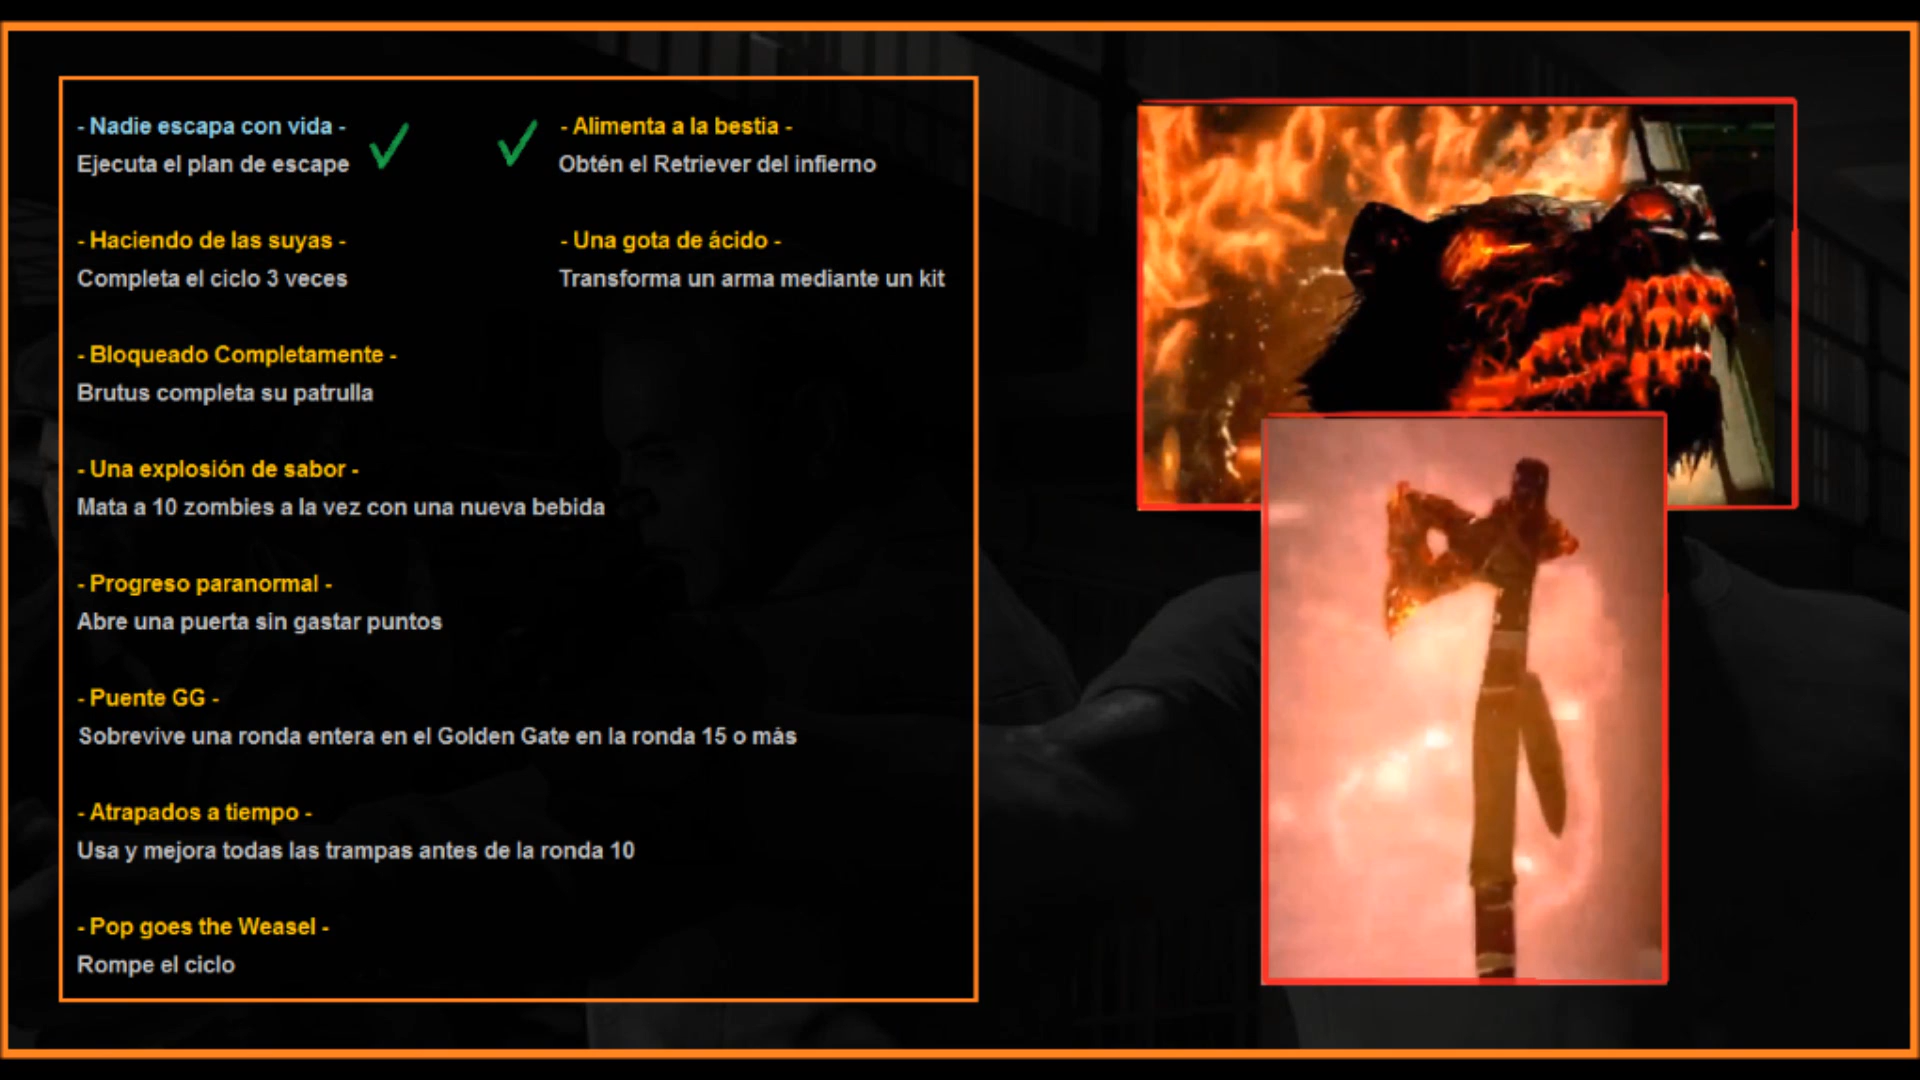 - Nadie escapa con vida -
Ejecuta el plan de escape
- Haciendo de las suyas -
Completa el ciclo 3 veces
- Bloqueado Completamente -
Brutus completa su patrulla
- Una explosión de sabor -
Mata a 10 zombies a la vez con una nueva bebida
- Progreso paranormal -
Abre una puerta sin gastar puntos
- Puente GG -
Sobrevive una ronda entera en el Golden Gate en la ronda 15 o más
- Atrapados a tiempo -
Usa y mejora todas las trampas antes de la ronda 10
- Pop goes the Weasel -
Rompe el ciclo
- Alimenta a la bestia -
Obtén el Retriever del infierno
- Una gota de ácido -
Transforma un arma mediante un kit